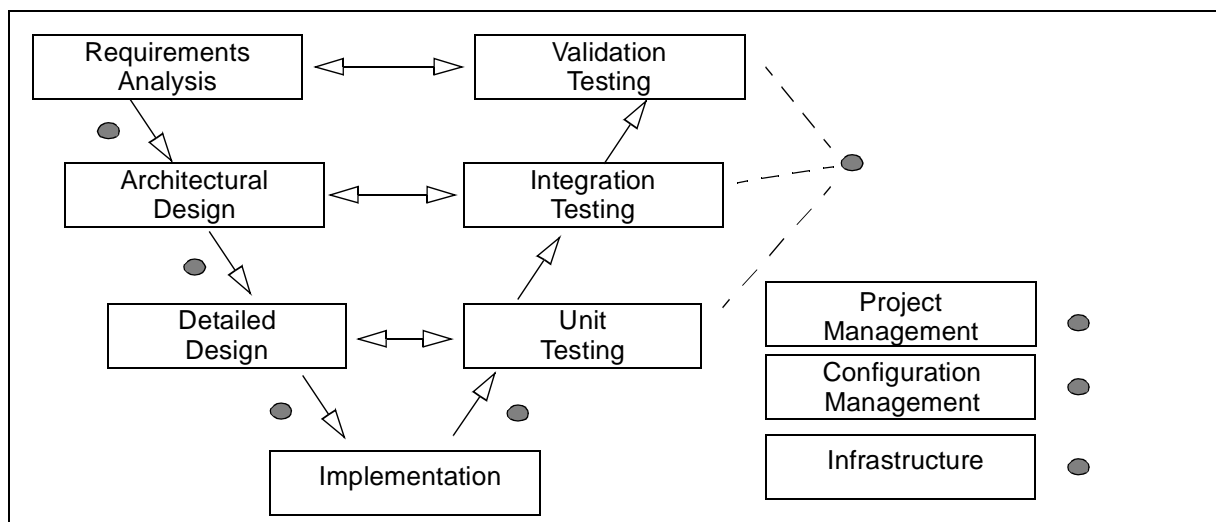 Requirements
Analysis
Validation
Testing
Architectural
Design
Integration
Testing
Detailed
Design
Unit
Testing
Project
Management
Configuration
Management
Implementation
Infrastructure